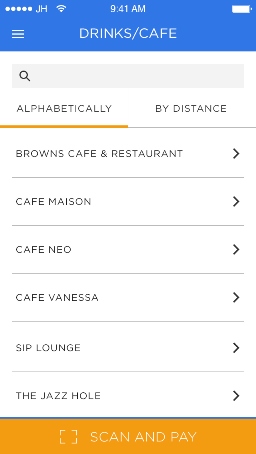 JH 9:41 AM
DRINKS/CAFE
ALPHABETICALLY BY DISTANCE
BROWNS CAFE & RESTAURANT
CAFE MAISON
CAFE NEO
CAFE VANESSA
SIP LOUNGE
THE JAZZ HOLE
SCAN AND PAY